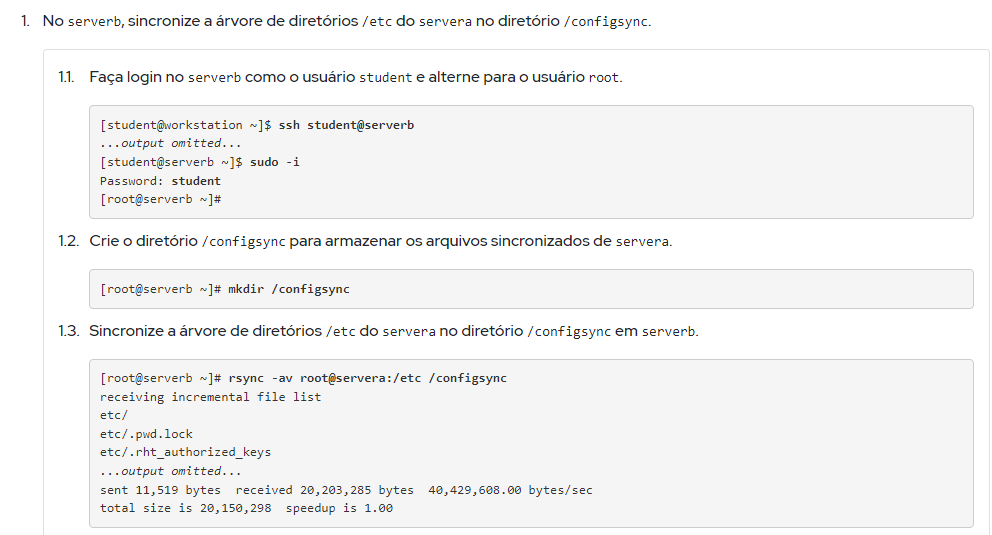 1. No serverb, sincronize a árvore de diretórios /etc do servera no diretório /configsync.
1.1. Faça login no serverb como o usuário student e alterne para o usuário root.
[student@workstation ~]$ ssh student@serverb
...output omitted...
[student@serverb ~]$ sudo -i
Password: student
[root@serverb ~]#
1.2. Crie o diretório /configsync para armazenar os arquivos sincronizados de servera.
[root@serverb ~]# mkdir /configsync
1.3. Sincronize a árvore de diretórios /etc do servera no diretório /configsync em serverb.
[root@serverb ~]# rsync -av root@servera:/etc /configsync
receiving incremental file list
etc/
etc/.pwd.lock
etc/.rht_authorized_keys
...output omitted...
sent 11,519 bytes  received 20,203,285 bytes  40,429,608.00 bytes/sec
total size is 20,150,298  speedup is 1.00